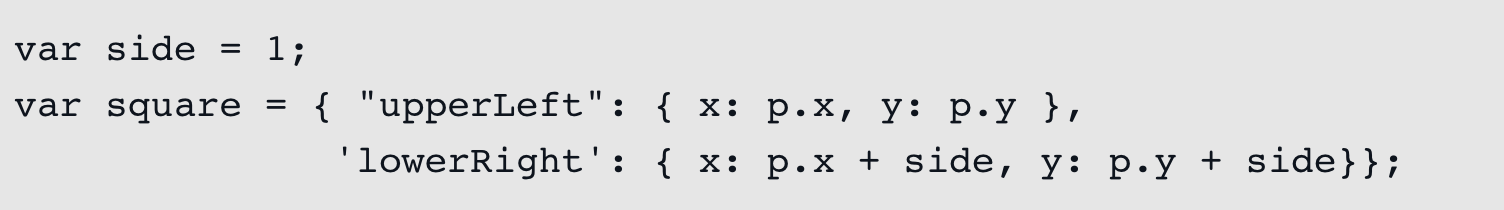 var side = 1;
var square = { "upperLeft": { x: p.x, y: p.y },
'lowerRight': { x: p.x + side, y: p.y + side}};